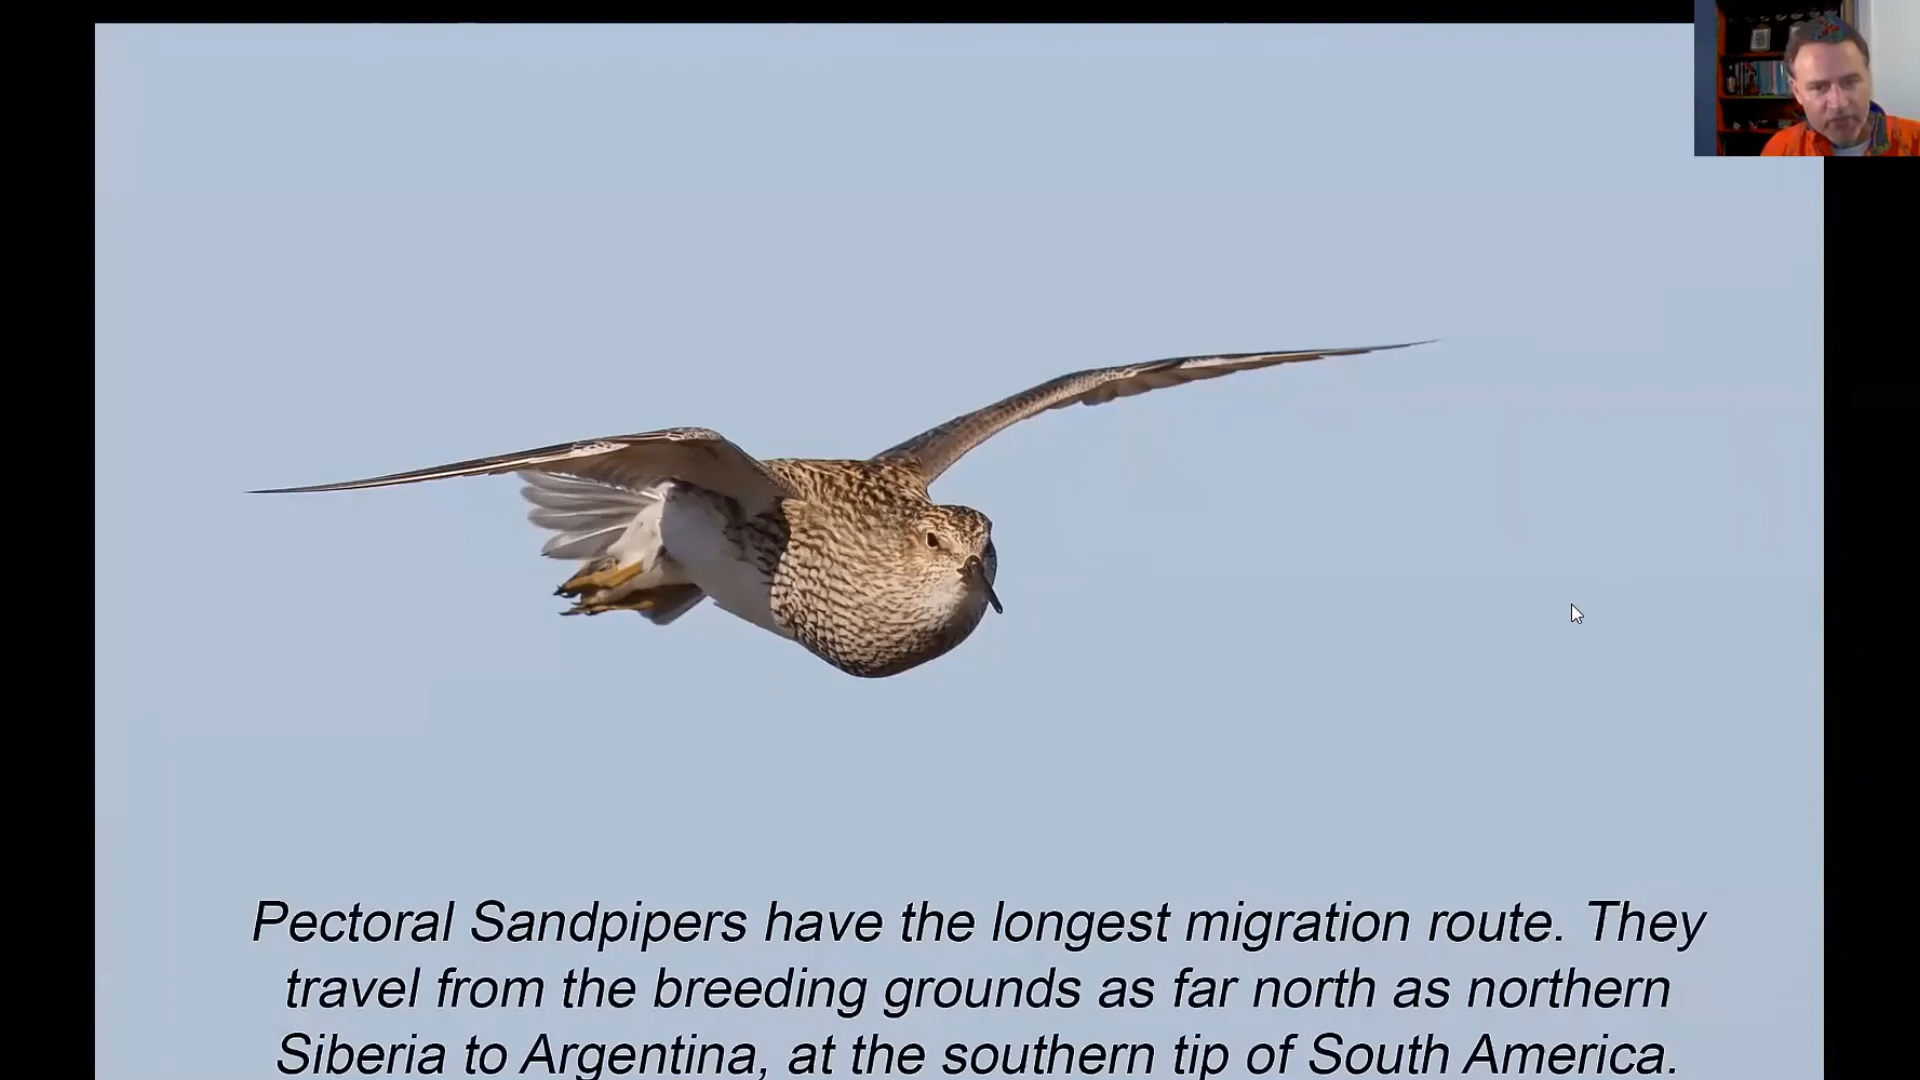 Pectoral Sandpipers have the longest migration route. They
travel from the breeding grounds as far north as northern
Siberia to Argentina, at the southern tip of South America.